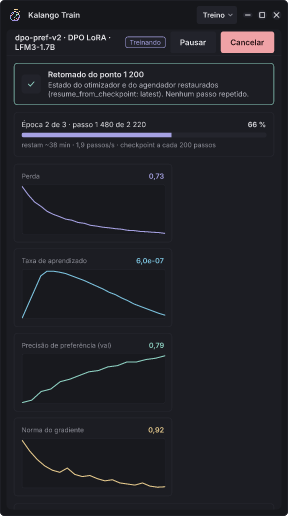 Kalango Train
Treino
dpo-pref-v2 · DPO LoRA ·
LFM3-1.7B
Treinando
Pausar
Cancelar
Retomado do ponto 1 200
Estado do otimizador e do agendador restaurados
(resume_from_checkpoint: latest). Nenhum passo repetido.
Época 2 de 3 · passo 1 480 de 2 220
66 %
restam ~38 min · 1,9 passos/s · checkpoint a cada 200 passos
Perda
0,73
Taxa de aprendizado
6,0e-07
Precisão de preferência (val)
0,79
Norma do gradiente
0,92